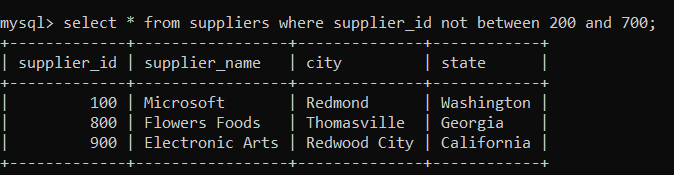 mysql> select * from suppliers where supplier_id not between 200 and 700;
+-------------+-----------------+--------------+------------+
| supplier_id | supplier_name   | city         | state      |
+-------------+-----------------+--------------+------------+
|         100 | Microsoft       | Redmond      | Washington |
|         800 | Flowers Foods   | Thomasville  | Georgia    |
|         900 | Electronic Arts | Redwood City | California |
+-------------+-----------------+--------------+------------+